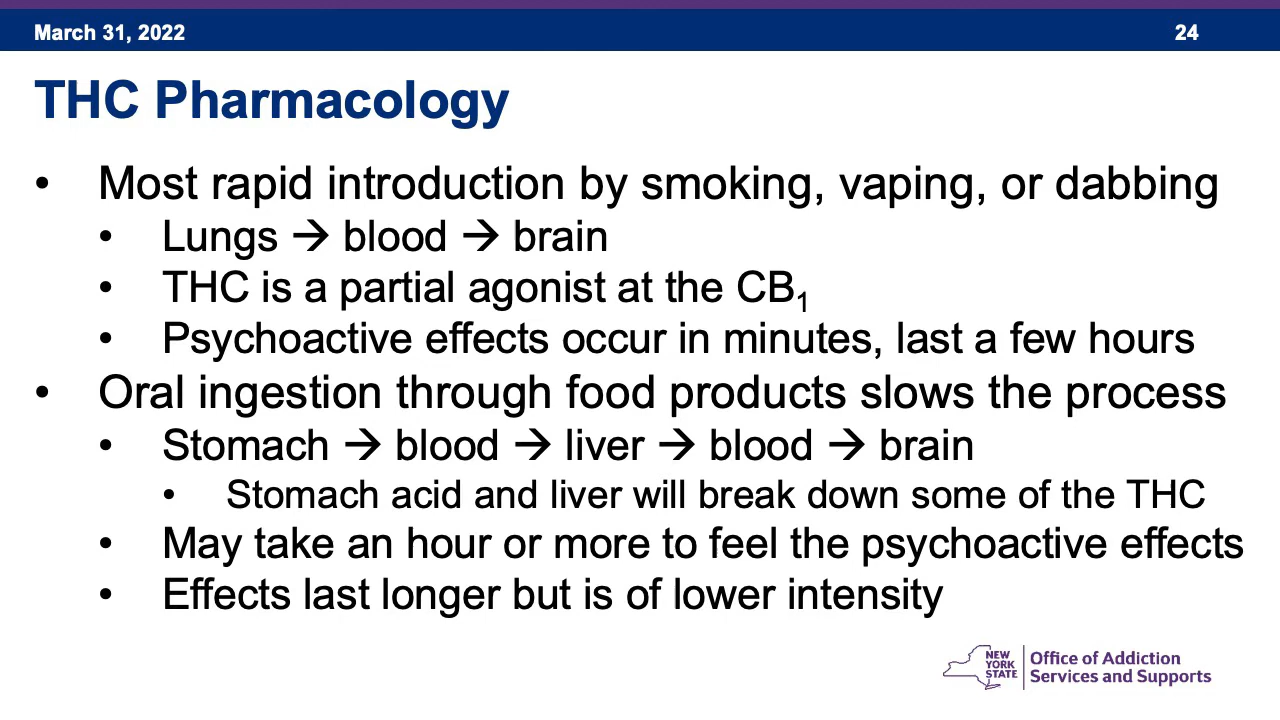 March 31, 2022
24
THC Pharmacology
• Most rapid introduction by smoking, vaping, or dabbing
• Lungs → blood → brain
• THC is a partial agonist at the CB₁
• Psychoactive effects occur in minutes, last a few hours
• Oral ingestion through food products slows the process
• Stomach → blood → liver → blood → brain
• Stomach acid and liver will break down some of the THC
• May take an hour or more to feel the psychoactive effects
• Effects last longer but is of lower intensity
NEW
YORK
STATE
Office of Addiction
Services and Supports